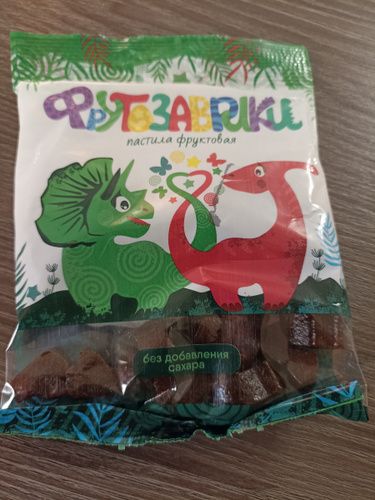 ФРУТОЗАВРИКИ
пастила фруктовая
без добавления
сахара